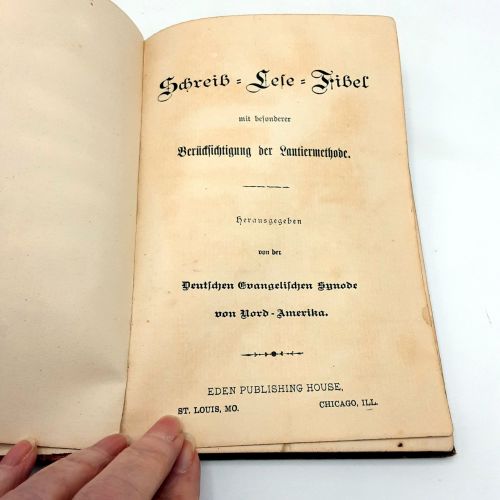 Schreib-Lese-Fibel
mit besonderer
Berücksichtigung der Lautiermethode.
Herausgegeben
von der
Deutschen Evangelischen Synode
von Nord-Amerika.
EDEN PUBLISHING HOUSE,
ST. LOUIS, MO. CHICAGO, ILL.